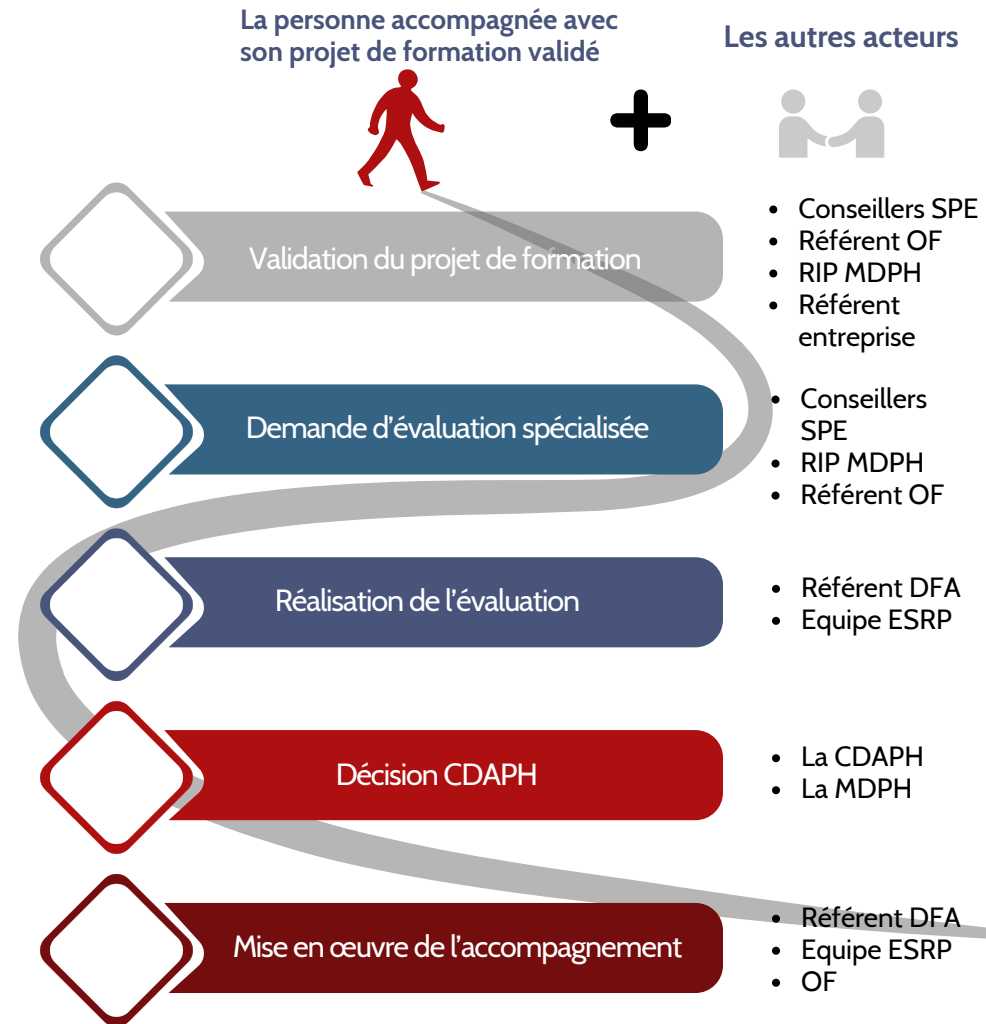 La personne accompagnée avec
son projet de formation validé
Les autres acteurs
Validation du projet de formation
• Conseillers SPE
• Référent OF
• RIP MDPH
• Référent
entreprise
Demande d’évaluation spécialisée
• Conseillers
SPE
• RIP MDPH
• Référent OF
Réalisation de l’évaluation
• Référent DFA
• Equipe ESRP
Décision CDAPH
• La CDAPH
• La MDPH
Mise en œuvre de l’accompagnement
• Référent DFA
• Equipe ESRP
• OF